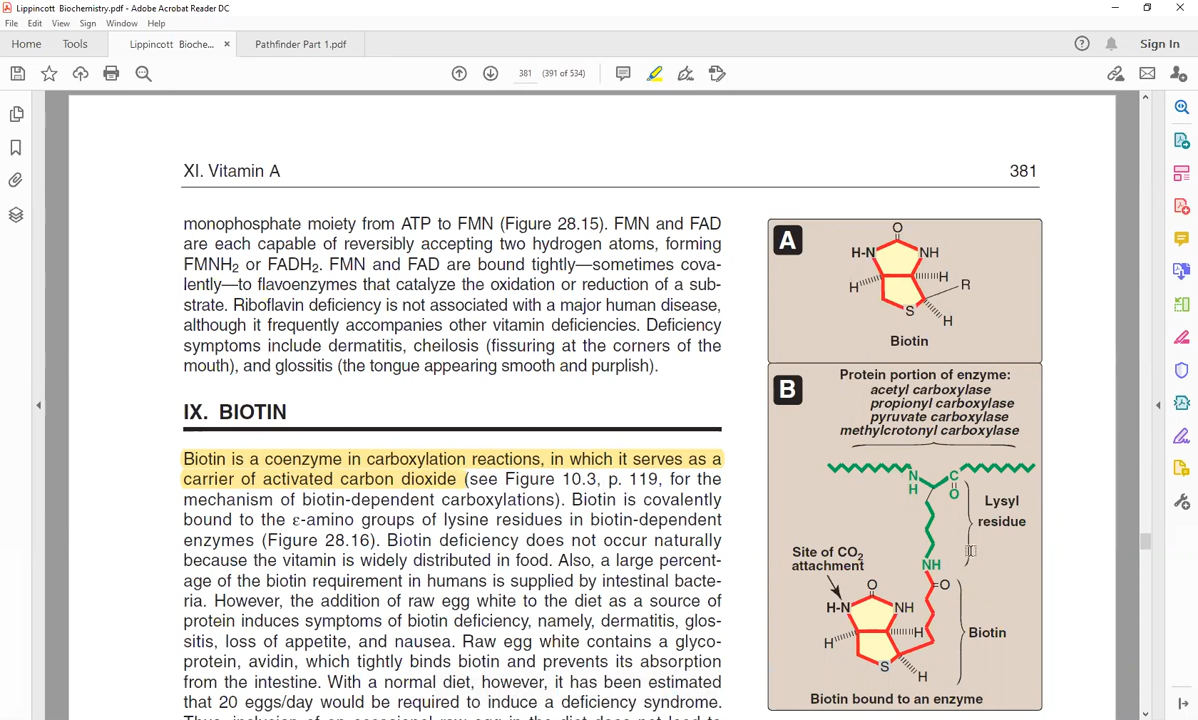 Lippincott Biochemistry.pdf - Adobe Acrobat Reader DC
File Edit View Sign Window Help
Home Tools Lippincott Bioche... × Pathfinder Part 1.pdf Sign In
381 (391 of 534)
XI. Vitamin A 381
monophosphate moiety from ATP to FMN (Figure 28.15). FMN and FAD
are each capable of reversibly accepting two hydrogen atoms, forming
FMNH2 or FADH2. FMN and FAD are bound tightly—sometimes cova-
lently—to flavoenzymes that catalyze the oxidation or reduction of a sub-
strate. Riboflavin deficiency is not associated with a major human disease,
although it frequently accompanies other vitamin deficiencies. Deficiency
symptoms include dermatitis, cheilosis (fissuring at the corners of the
mouth), and glossitis (the tongue appearing smooth and purplish).
IX. BIOTIN
Biotin is a coenzyme in carboxylation reactions, in which it serves as a
carrier of activated carbon dioxide (see Figure 10.3, p. 119, for the
mechanism of biotin-dependent carboxylations). Biotin is covalently
bound to the ε-amino groups of lysine residues in biotin-dependent
enzymes (Figure 28.16). Biotin deficiency does not occur naturally
because the vitamin is widely distributed in food. Also, a large percent-
age of the biotin requirement in humans is supplied by intestinal bacte-
ria. However, the addition of raw egg white to the diet as a source of
protein induces symptoms of biotin deficiency, namely, dermatitis, glos-
sitis, loss of appetite, and nausea. Raw egg white contains a glyco-
protein, avidin, which tightly binds biotin and prevents its absorption
from the intestine. With a normal diet, however, it has been estimated
that 20 eggs/day would be required to induce a deficiency syndrome.
Thus, inclusion of an occasional raw egg in the diet does not lead to
A
O
H-N NH
H H
R
S
H
Biotin
B
Protein portion of enzyme:
acetyl carboxylase
propionyl carboxylase
pyruvate carboxylase
methylcrotonyl carboxylase
N C
H O
Lysyl
residue
Site of CO2
attachment
NH
O O
H-N NH
H H
Biotin
S
H
Biotin bound to an enzyme